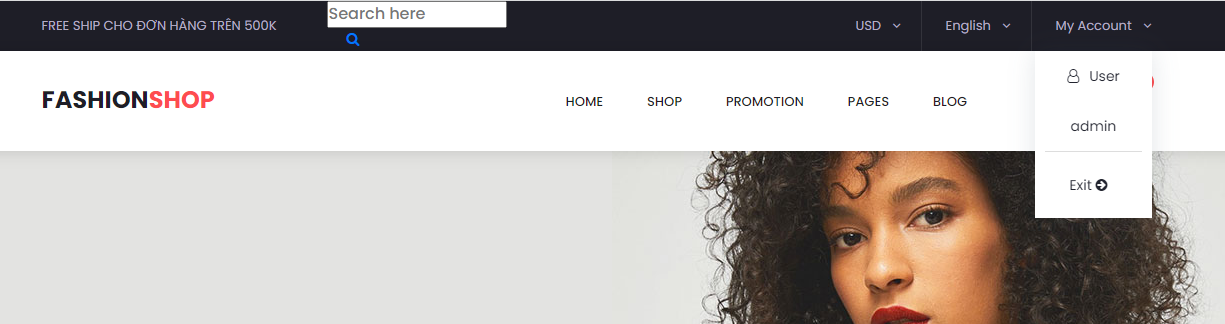 FREE SHIP CHO ĐƠN HÀNG TRÊN 500K
Search here
USD
English
My Account
FASHIONSHOP
HOME
SHOP
PROMOTION
PAGES
BLOG
User
admin
Exit